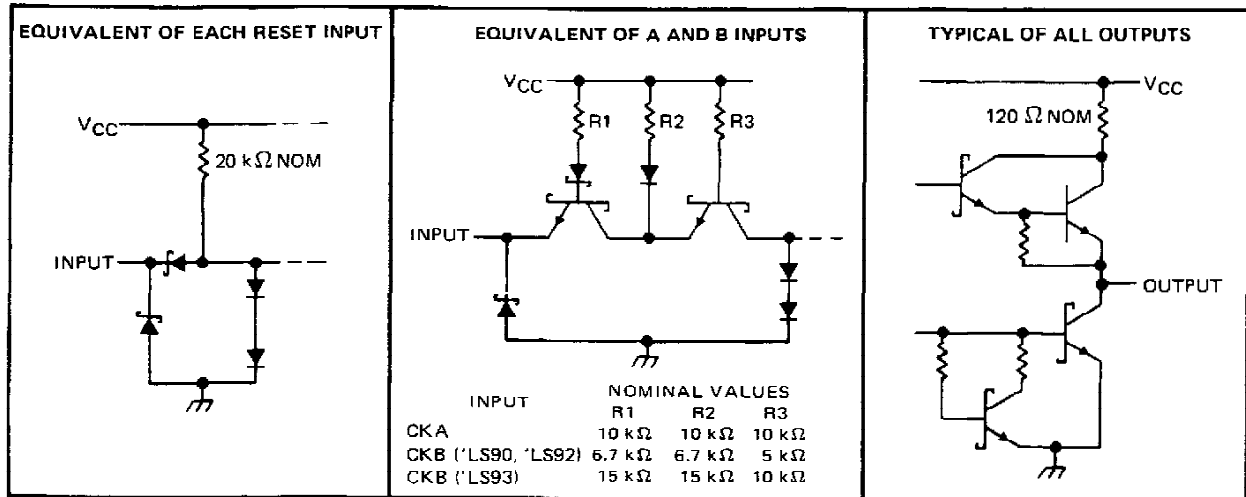 EQUIVALENT OF EACH RESET INPUT
VCC
20 kΩ NOM
INPUT
EQUIVALENT OF A AND B INPUTS
VCC
R1
R2
R3
INPUT
INPUT NOMINAL VALUES
R1 R2 R3
CKA 10 kΩ 10 kΩ 10 kΩ
CKB ('LS90, 'LS92) 6.7 kΩ 6.7 kΩ 5 kΩ
CKB ('LS93) 15 kΩ 15 kΩ 10 kΩ
TYPICAL OF ALL OUTPUTS
VCC
120 Ω NOM
OUTPUT